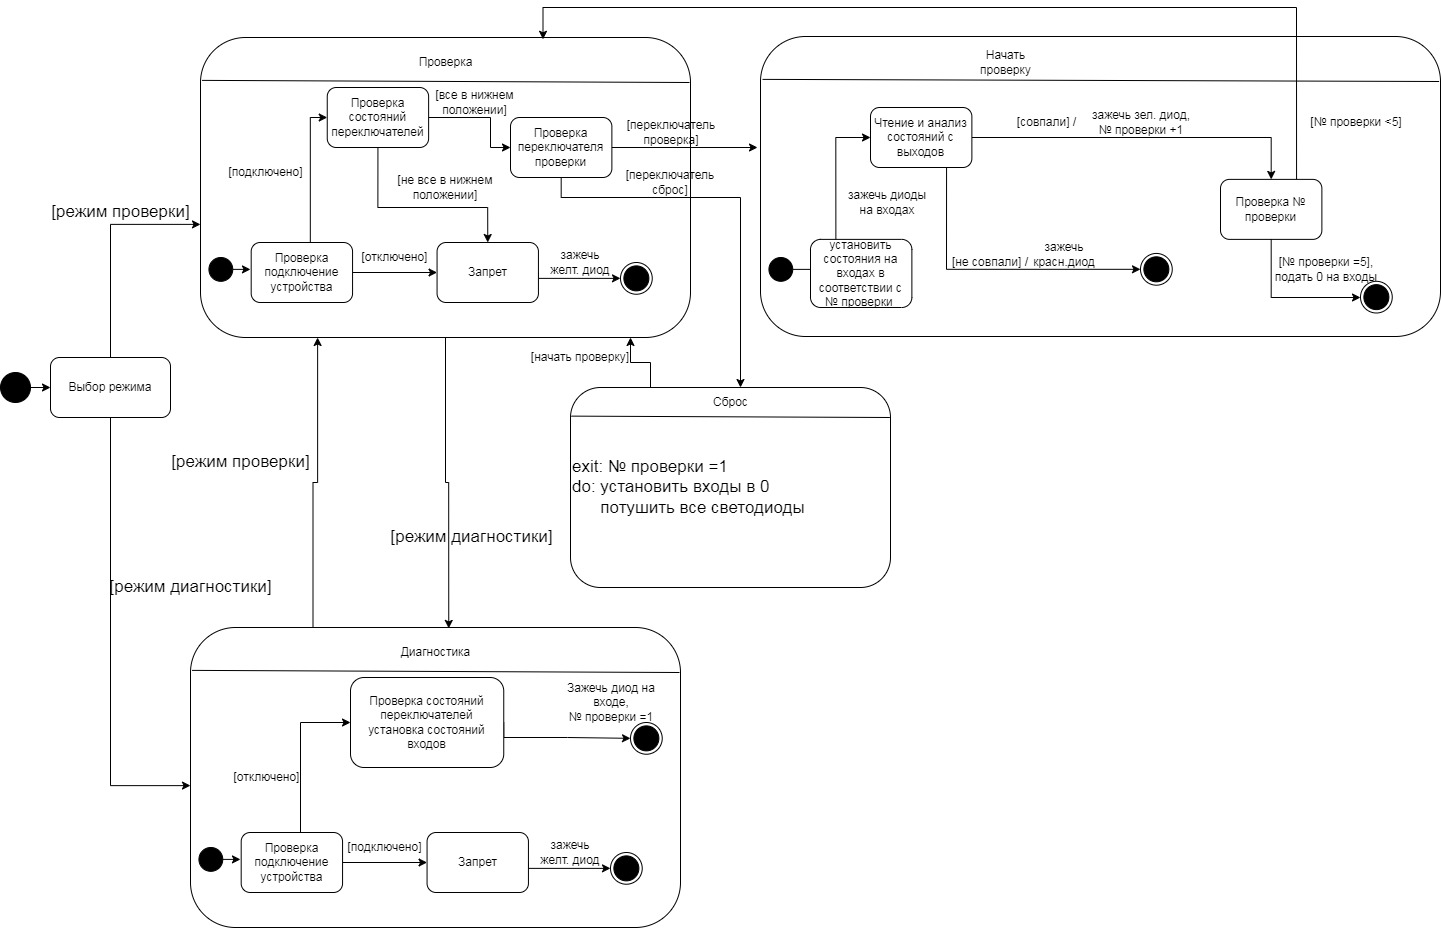 Проверка
Проверка
состояний
переключателей
[все в нижнем
положении]
Проверка
переключателя
проверки
[переключатель
проверка]
[переключатель
сброс]
[подключено]
[не все в нижнем
положении]
[режим проверки]
Проверка
подключение
устройства
[отключено]
Запрет
зажечь
желт. диод
Начать
проверку
Чтение и анализ
состояний с
выходов
[совпали] /
зажечь зел. диод,
№ проверки +1
[№ проверки <5]
зажечь диоды
на входах
Проверка №
проверки
установить
состояния на
входах в
соответствии с
№ проверки
[не совпали] /
зажечь
красн.диод
[№ проверки =5],
подать 0 на входы
Выбор режима
[начать проверку]
Сброс
exit: № проверки =1
do: установить входы в 0
потушить все светодиоды
[режим проверки]
[режим диагностики]
[режим диагностики]
Диагностика
Проверка состояний
переключателей
установка состояний
входов
Зажечь диод на
входе,
№ проверки =1
[отключено]
Проверка
подключение
устройства
[подключено]
Запрет
зажечь
желт. диод